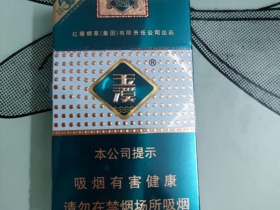 红塔烟草(集团)有限责任公司出品
玉溪
®
本公司提示
吸烟有害健康
请勿在禁烟场所吸烟